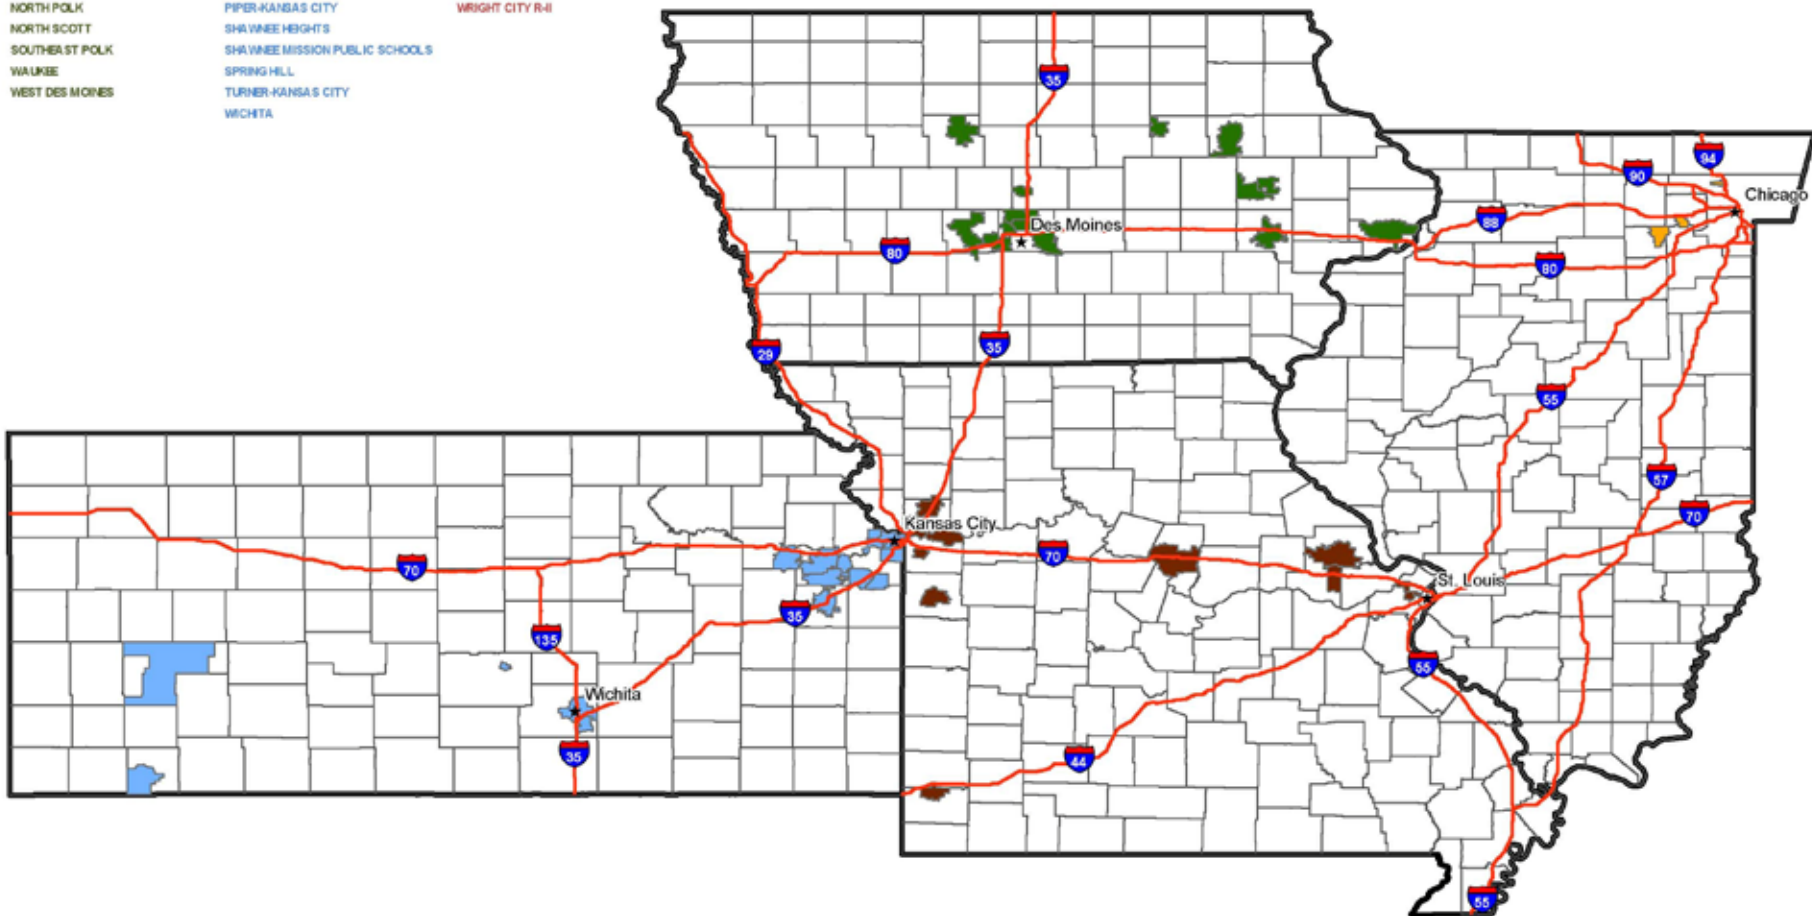 NORTH POLK
NORTH SCOTT
SOUTHEAST POLK
WAUKEE
WEST DES MOINES
PIPER-KANSAS CITY
SHAWNEE HEIGHTS
SHAWNEE MISSION PUBLIC SCHOOLS
SPRING HILL
TURNER-KANSAS CITY
WICHITA
WRIGHT CITY R-II
35
94
90
Chicago
88
Des Moines
80
80
29
35
55
57
70
Kansas City
70
70
St. Louis
35
135
55
Wichita
35
44
55